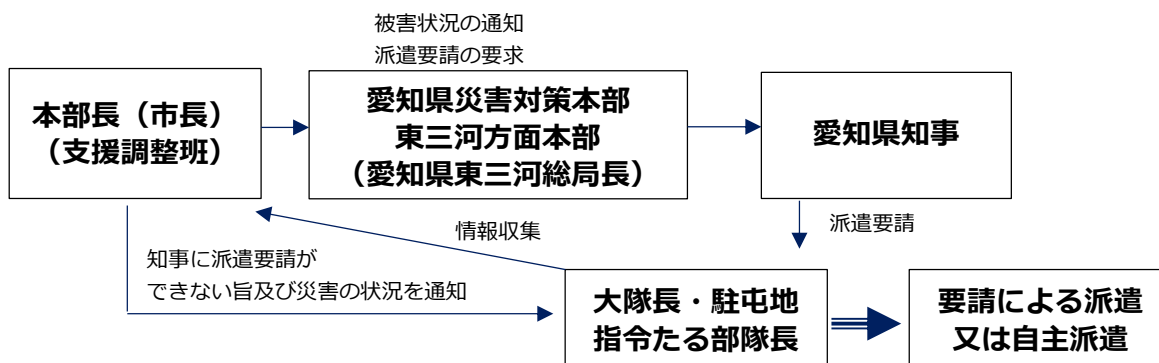 被害状況の通知
派遣要請の要求
本部長（市長）
（支援調整班）
愛知県災害対策本部
東三河方面本部
（愛知県東三河総局長）
愛知県知事
派遣要請
情報収集
知事に派遣要請が
できない旨及び災害の状況を通知
大隊長・駐屯地
指令たる部隊長
要請による派遣
又は自主派遣